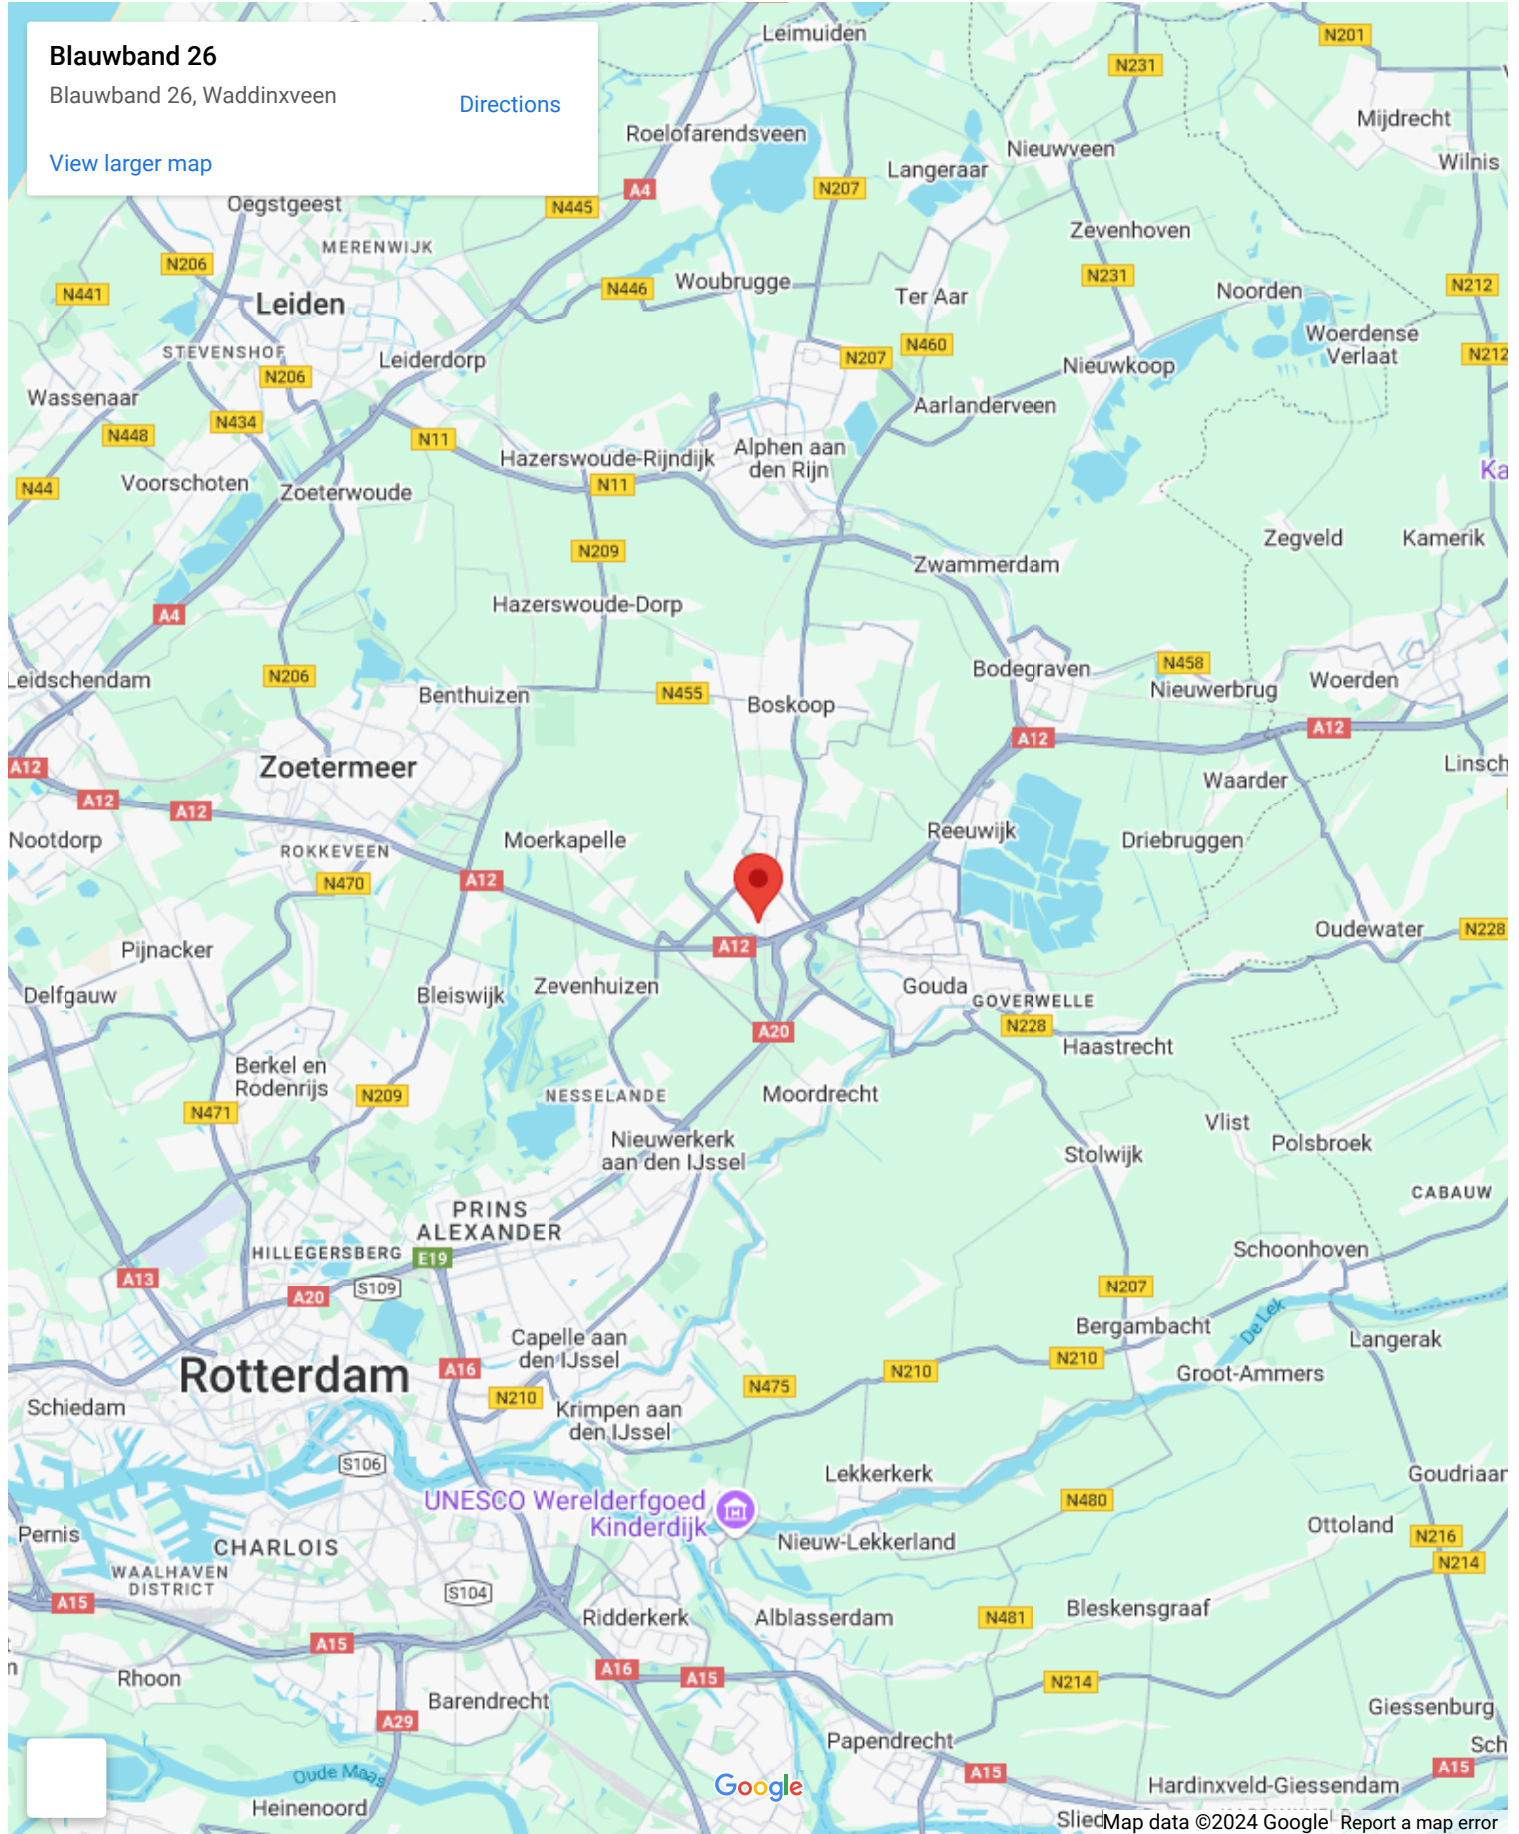 Blauwband 26
Blauwband 26, Waddinxveen
Directions
View larger map
Leimuiden
N201
N231
Mijdrecht
Roelofarendsveen
Nieuwveen
Wilnis
Langeraar
A4
N207
N445
Oegstgeest
Zevenhoven
MERENWIJK
N206
N231
Woubrugge
N446
N441
Ter Aar
Noorden
N212
Leiden
Woerdense
Verlaat
N460
STEVENSHOF
Leiderdorp
N207
N212
Nieuwkoop
N206
Wassenaar
Aarlanderveen
N434
N448
N11
Alphen aan
den Rijn
Hazerswoude-Rijndijk
N44
Voorschoten
Zoeterwoude
N11
Zegveld
Kamerik
N209
Zwammerdam
Hazerswoude-Dorp
A4
Leidschendam
N206
Benthuizen
N455
Boskoop
Bodegraven
N458
Nieuwerbrug
Woerden
A12
A12
A12
Zoetermeer
Waarder
A12
A12
Nootdorp
ROKKEVEEN
Moerkapelle
Reeuwijk
Driebruggen
N470
A12
Oudewater
N228
Pijnacker
A12
Delfgauw
Bleiswijk
Zevenhuizen
Gouda
GOVERWELLE
N228
A20
Haastrecht
Berkel en
Rodenrijs
N209
NESSELANDE
Moordrecht
N471
Vlist
Polsbroek
Nieuwerkerk
aan den IJssel
Stolwijk
CABAUW
PRINS
ALEXANDER
HILLEGERSBERG
E19
Schoonhoven
A13
S109
A20
N207
De Lek
Bergambacht
Langerak
Capelle aan
den IJssel
Rotterdam
A16
N210
N210
Groot-Ammers
N475
N210
Schiedam
Krimpen aan
den IJssel
S106
Lekkerkerk
UNESCO Werelderfgoed
Kinderdijk
N480
Pernis
CHARLOIS
Nieuw-Lekkerland
Ottoland
N216
N214
WAALHAVEN
DISTRICT
S104
A15
Ridderkerk
Alblasserdam
N481
Bleskensgraaf
A15
Rhoon
A16
A15
N214
Barendrecht
Giessenburg
A29
Papendrecht
Oude Maas
A15
A15
Google
Hardinxveld-Giessendam
Heinenoord
Map data ©2024 Google
Report a map error